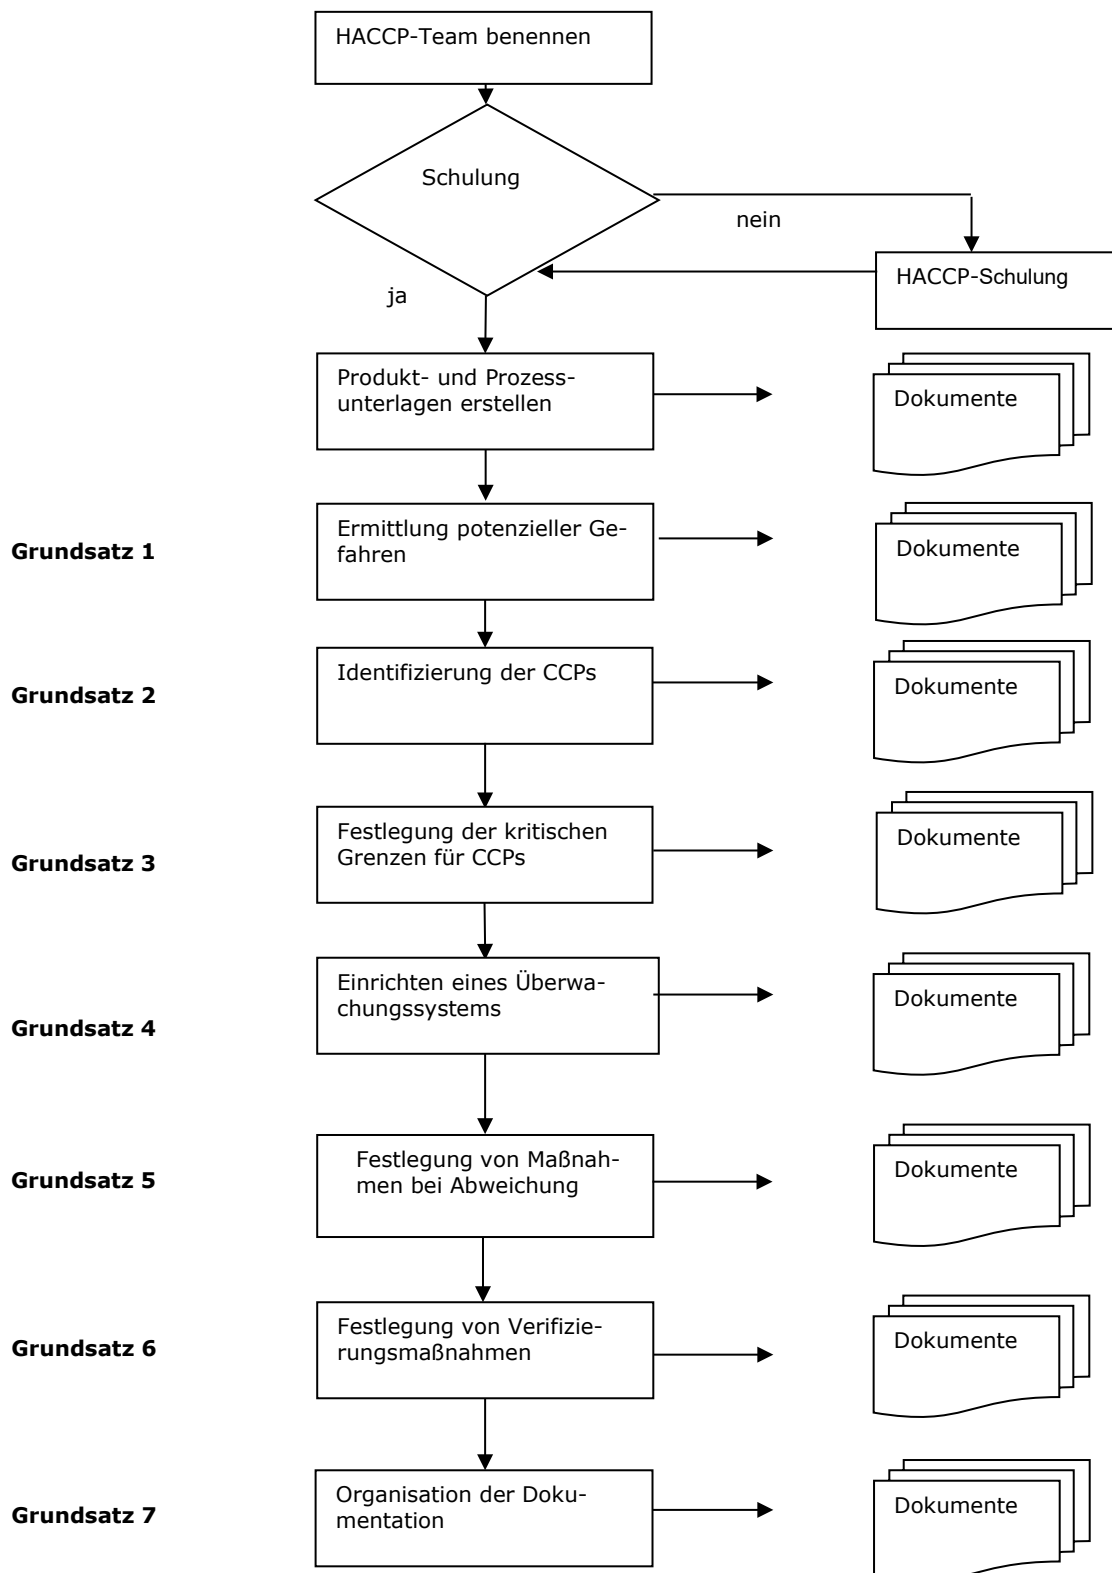 HACCP-Team benennen
Schulung
nein
HACCP-Schulung
ja
Produkt- und Prozess-
unterlagen erstellen
Dokumente
Grundsatz 1
Ermittlung potenzieller Ge-
fahren
Dokumente
Grundsatz 2
Identifizierung der CCPs
Dokumente
Grundsatz 3
Festlegung der kritischen
Grenzen für CCPs
Dokumente
Grundsatz 4
Einrichten eines Überwa-
chungssystems
Dokumente
Grundsatz 5
Festlegung von Maßnah-
men bei Abweichung
Dokumente
Grundsatz 6
Festlegung von Verifizie-
rungsmaßnahmen
Dokumente
Grundsatz 7
Organisation der Doku-
mentation
Dokumente